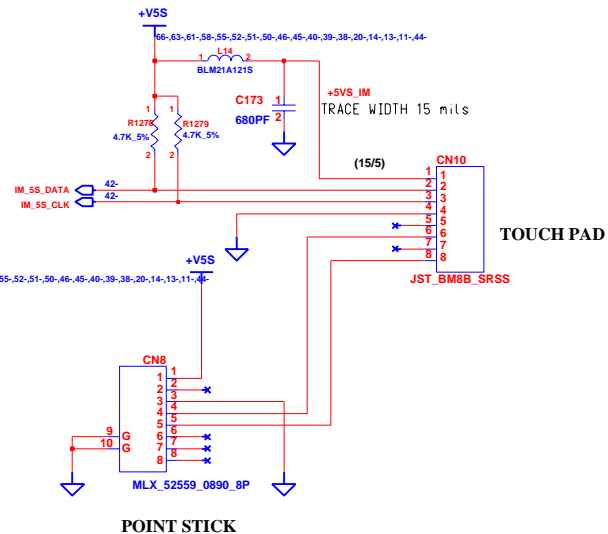 +V5S
66-,63-,61-,58-,55-,52-,51-,50-,46-,45-,40-,39-,38-,20-,14-,13-,11-,44-
1 L14 2
BLM21A121S
C173 1
680PF 2
+5VS_IM
TRACE WIDTH 15 mils
1 1
R1278 R1279
4.7K_5% 4.7K_5%
2 2
(15/5)
CN10
IM_5S_DATA 42-
IM_5S_CLK 42-
1 1
2 2
3 3
4 4
5 5
6 6
7 7
8 8
TOUCH PAD
JST_BM8B_SRSS
+V5S
55-,52-,51-,50-,46-,45-,40-,39-,38-,20-,14-,13-,11-,44-
CN8
1 1
2 2
3 3
4 4
5 5
6 6
7 7
8 8
9 G
10 G
MLX_52559_0890_8P
POINT STICK